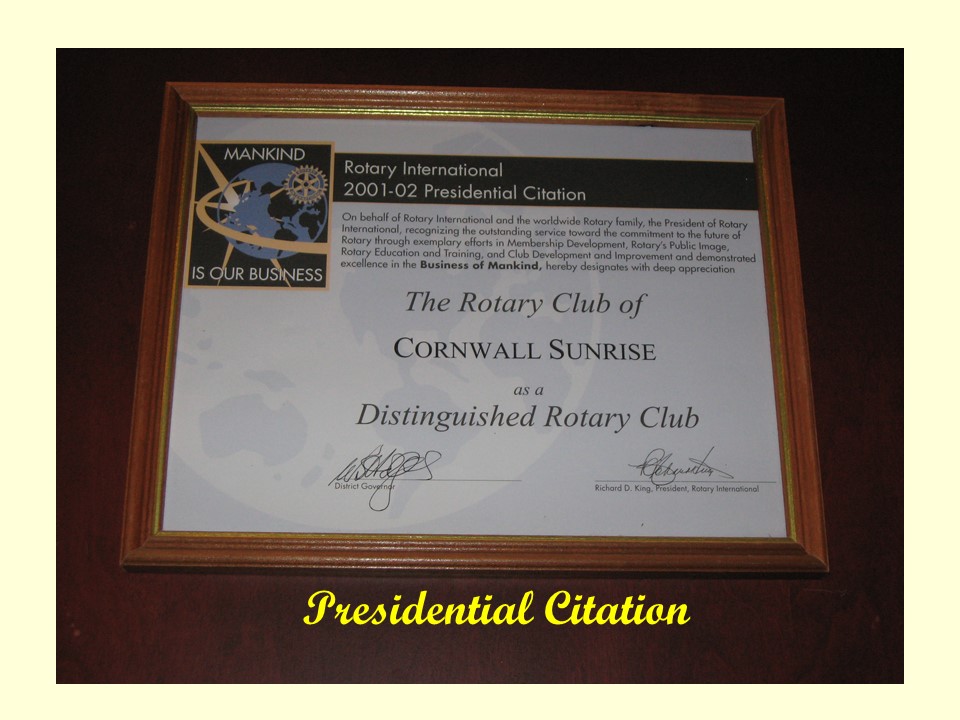 MANKIND
IS OUR BUSINESS
Rotary International
2001-02 Presidential Citation
On behalf of Rotary International and the worldwide Rotary family, the President of Rotary
International, recognizing the outstanding service toward the commitment to the future of
Rotary through exemplary efforts in Membership Development, Rotary's Public Image,
Rotary Education and Training, and Club Development and Improvement and demonstrated
excellence in the Business of Mankind, hereby designates with deep appreciation
The Rotary Club of
CORNWALL SUNRISE
as a
Distinguished Rotary Club
District Governor
Richard D. King, President, Rotary International
Presidential Citation